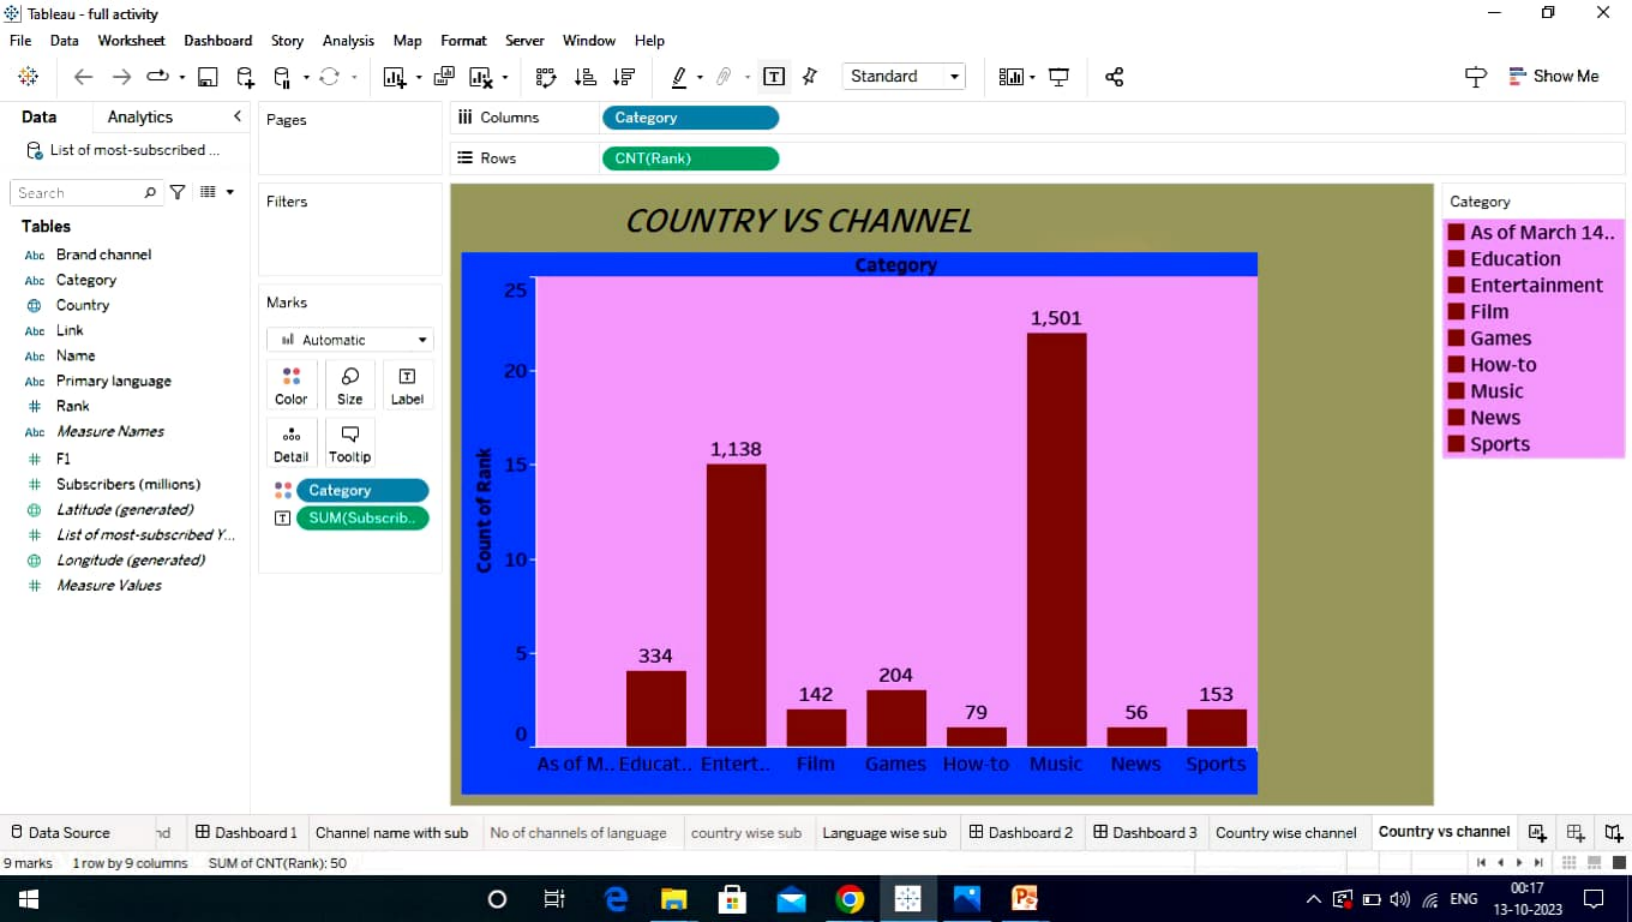 Tableau - full activity
File Data Worksheet Dashboard Story Analysis Map Format Server Window Help
Standard
Show Me
Data Analytics
List of most-subscribed ...
Search
Tables
Abc Brand channel
Abc Category
Country
Abc Link
Abc Name
Abc Primary language
# Rank
Abc Measure Names
# F1
# Subscribers (millions)
Latitude (generated)
# List of most-subscribed Y...
Longitude (generated)
# Measure Values
Pages
Filters
Marks
Automatic
Color Size Label
Detail Tooltip
Category
SUM(Subscrib..
Columns Category
Rows CNT(Rank)
COUNTRY VS CHANNEL
Category
Count of Rank
25
20
15
10
5
0
334
1,138
142
204
79
1,501
56
153
As of M.. Educat.. Entert.. Film Games How-to Music News Sports
Category
As of March 14..
Education
Entertainment
Film
Games
How-to
Music
News
Sports
Data Source nd Dashboard 1 Channel name with sub No of channels of language country wise sub Language wise sub Dashboard 2 Dashboard 3 Country wise channel Country vs channel
9 marks 1 row by 9 columns SUM of CNT(Rank): 50
ENG
00:17
13-10-2023